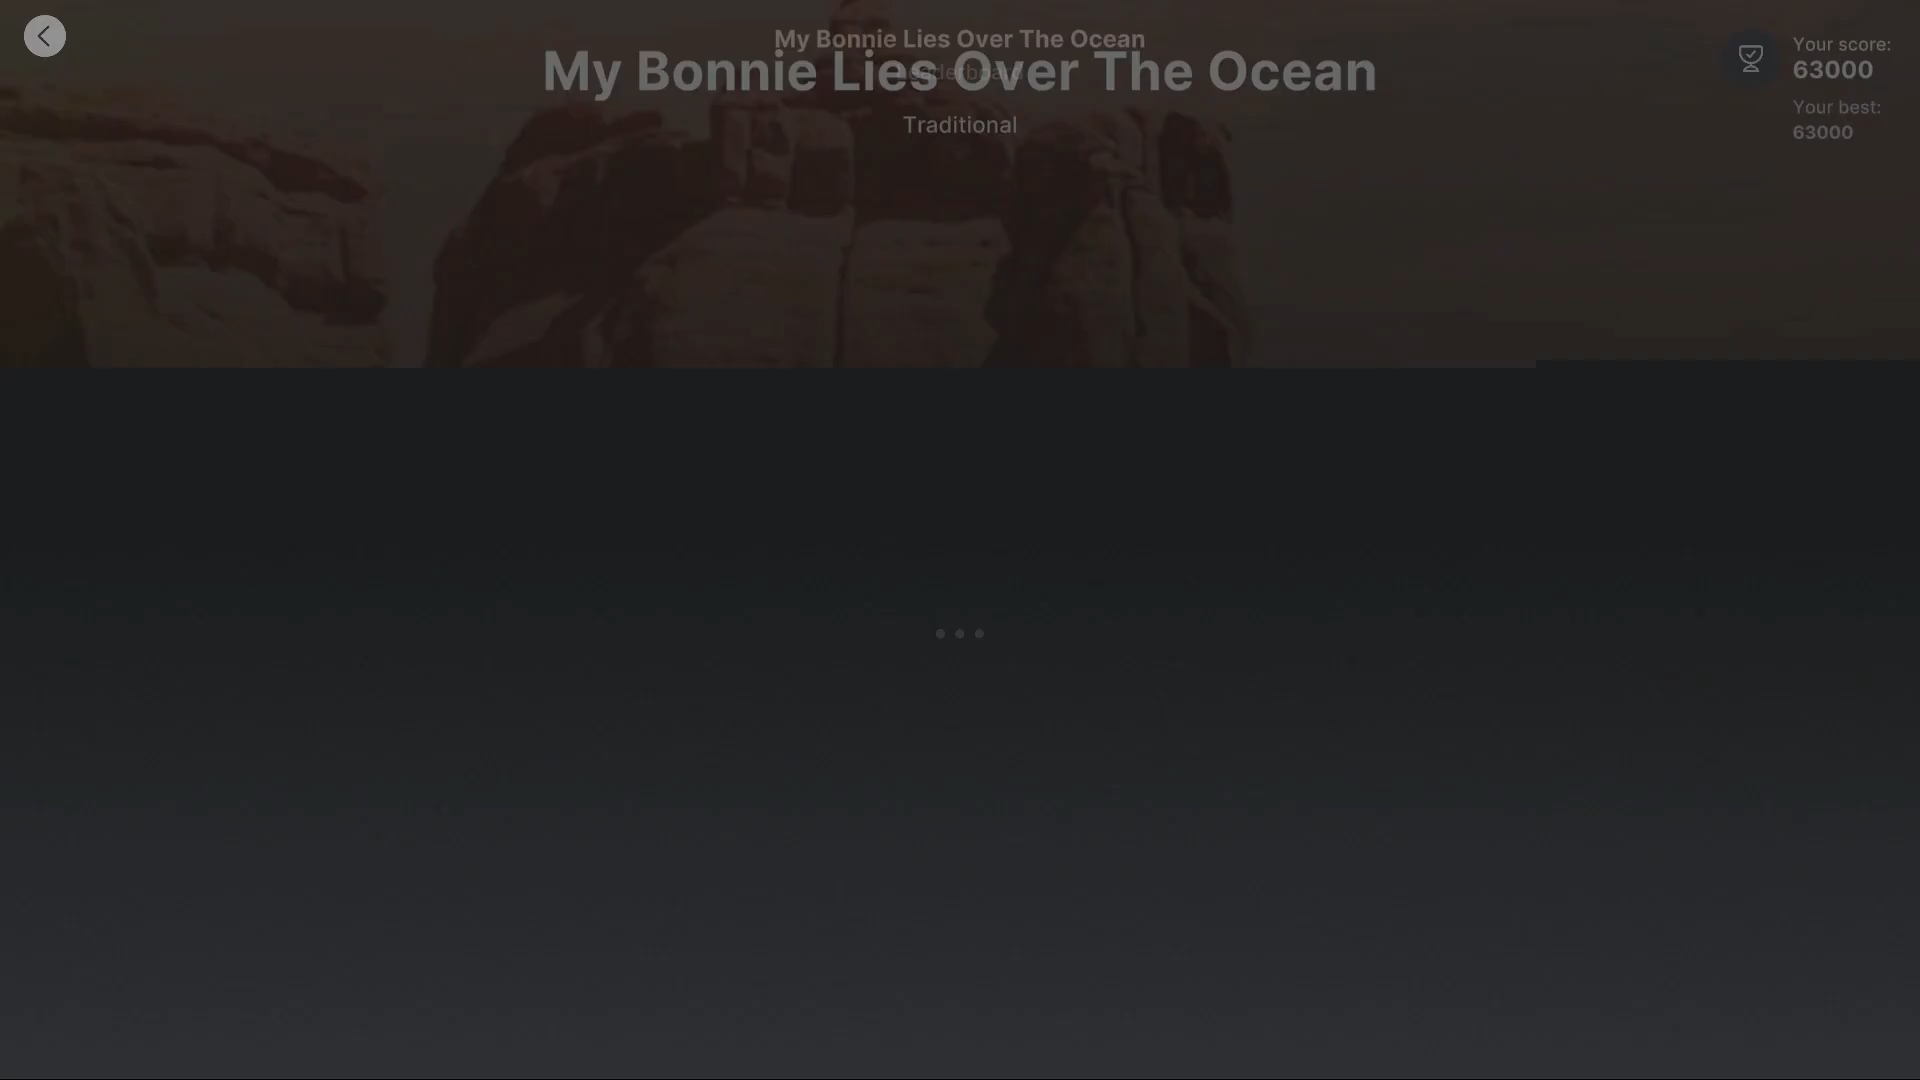 My Bonnie Lies Over The Ocean
Leaderboard
My Bonnie Lies Over The Ocean
Traditional
Your score:
63000
Your best:
63000